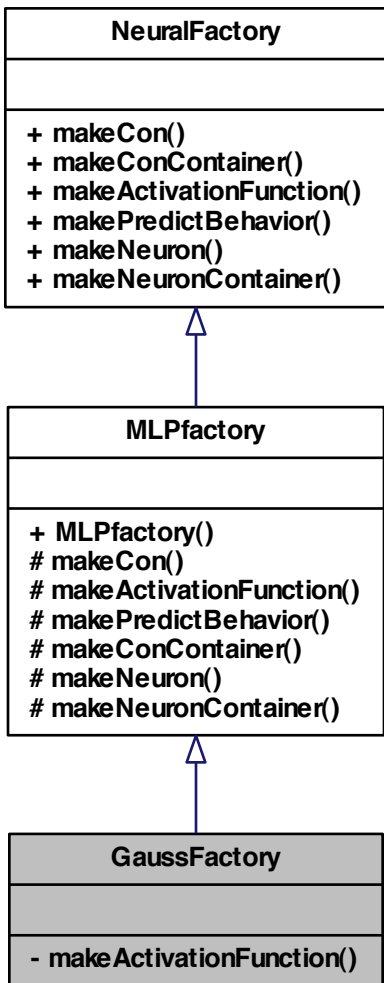 NeuralFactory
+ makeCon()
+ makeConContainer()
+ makeActivationFunction()
+ makePredictBehavior()
+ makeNeuron()
+ makeNeuronContainer()
MLPfactory
+ MLPfactory()
# makeCon()
# makeActivationFunction()
# makePredictBehavior()
# makeConContainer()
# makeNeuron()
# makeNeuronContainer()
GaussFactory
- makeActivationFunction()